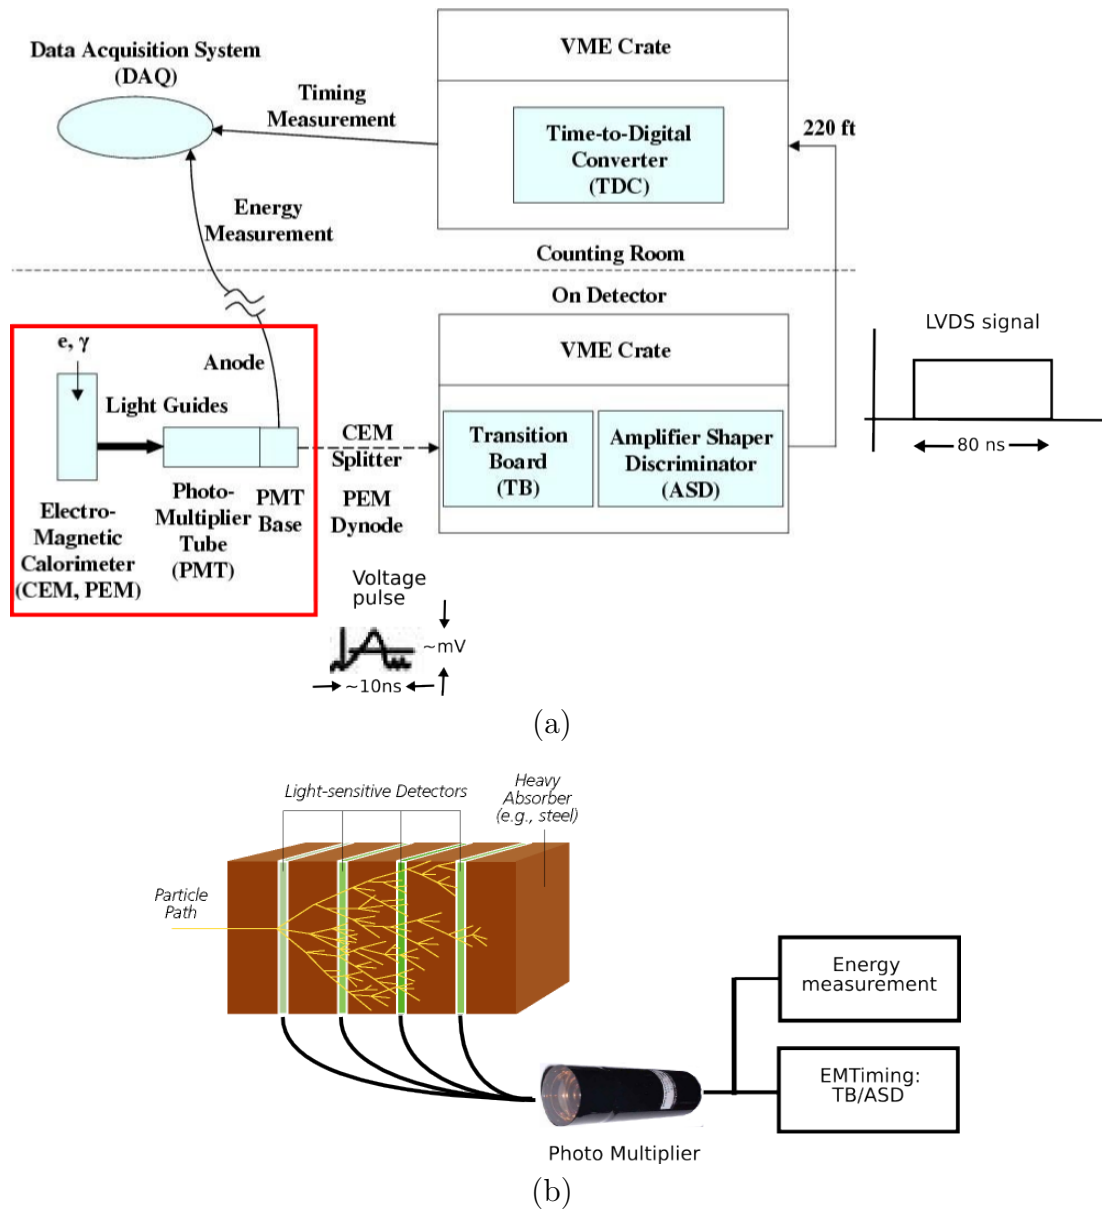 Data Acquisition System
(DAQ)
Timing
Measurement
VME Crate
Time-to-Digital
Converter
(TDC)
220 ft
Energy
Measurement
Counting Room
On Detector
e, γ
Anode
Light Guides
Electro-
Magnetic
Calorimeter
(CEM, PEM)
Photo-
Multiplier
Tube
(PMT)
PMT
Base
CEM
Splitter
PEM
Dynode
VME Crate
Transition
Board
(TB)
Amplifier Shaper
Discriminator
(ASD)
LVDS signal
80 ns
Voltage
pulse
~mV
~10ns
(a)
Light-sensitive Detectors
Heavy
Absorber
(e.g., steel)
Particle
Path
Energy
measurement
EMTiming:
TB/ASD
Photo Multiplier
(b)